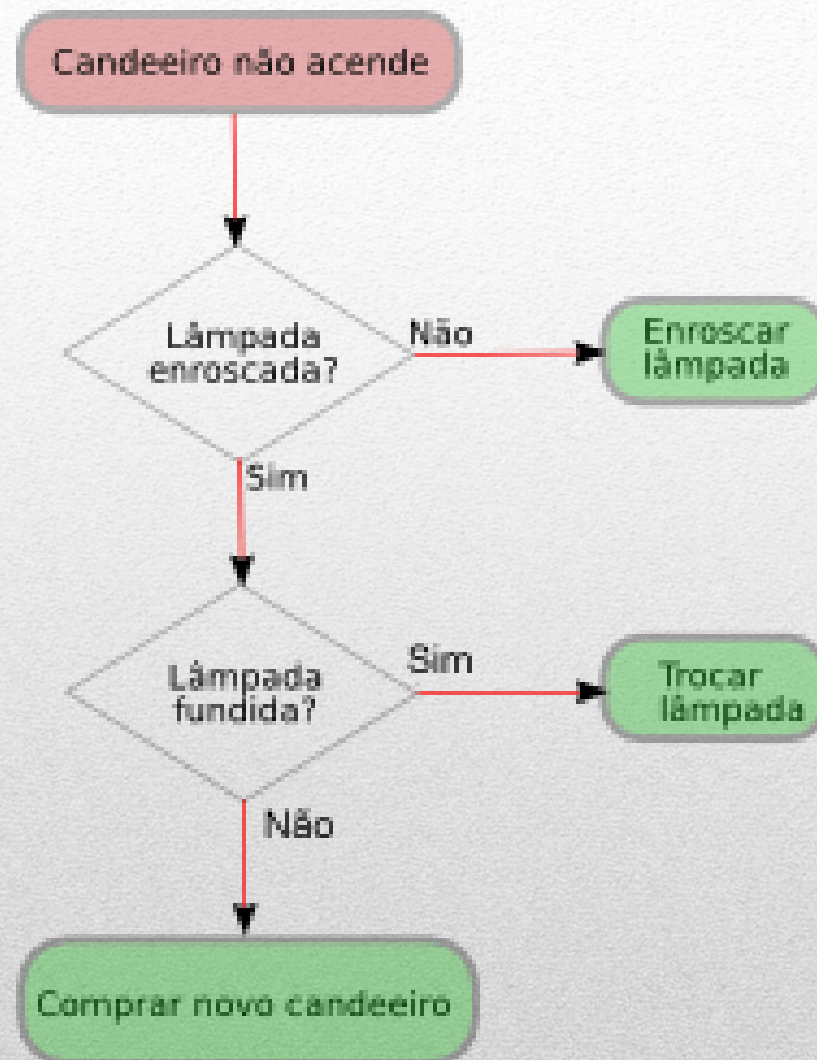 Candeeiro não acende
Lâmpada
enroscada?
Não
Enroscar
lâmpada
Sim
Lâmpada
fundida?
Sim
Trocar
lâmpada
Não
Comprar novo candeeiro